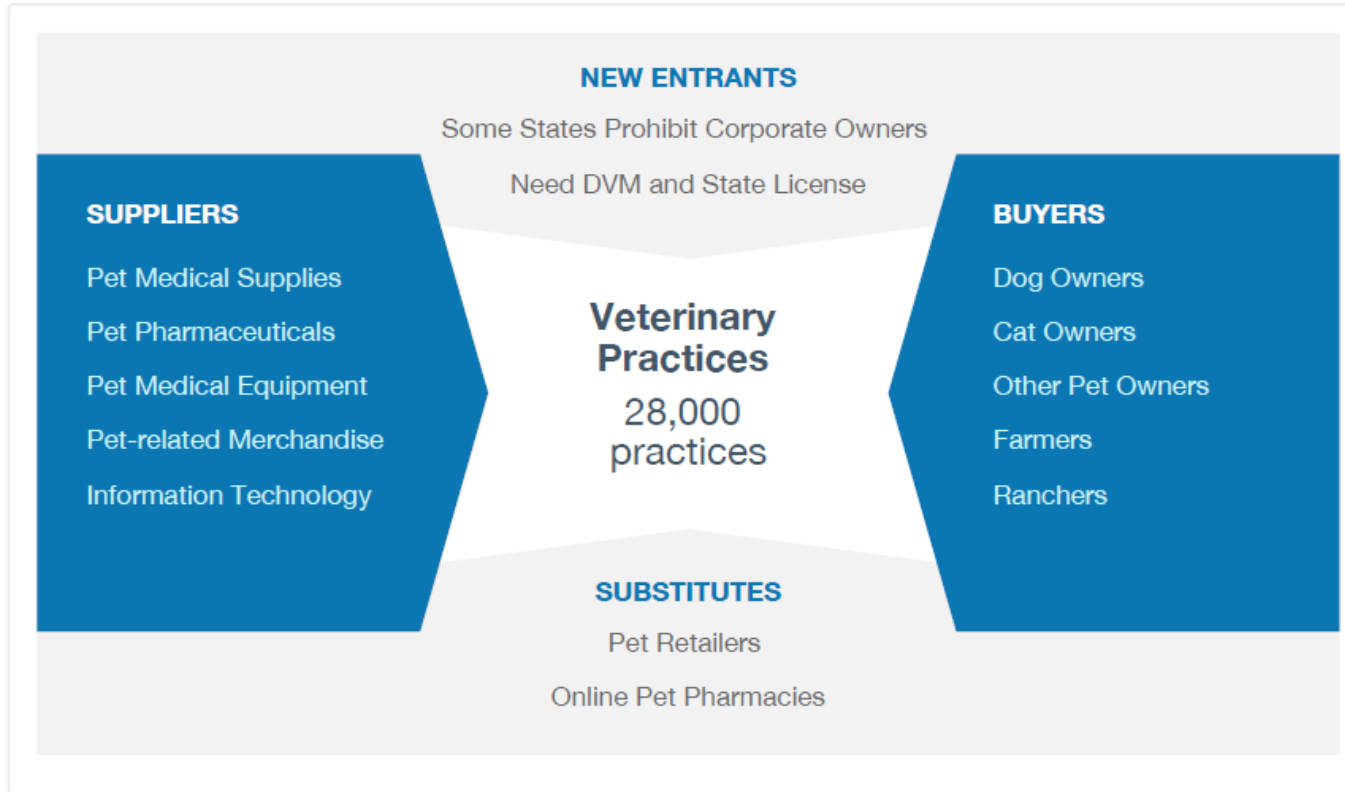 NEW ENTRANTS
Some States Prohibit Corporate Owners
Need DVM and State License
SUPPLIERS
Pet Medical Supplies
Pet Pharmaceuticals
Pet Medical Equipment
Pet-related Merchandise
Information Technology
Veterinary
Practices
28,000
practices
BUYERS
Dog Owners
Cat Owners
Other Pet Owners
Farmers
Ranchers
SUBSTITUTES
Pet Retailers
Online Pet Pharmacies